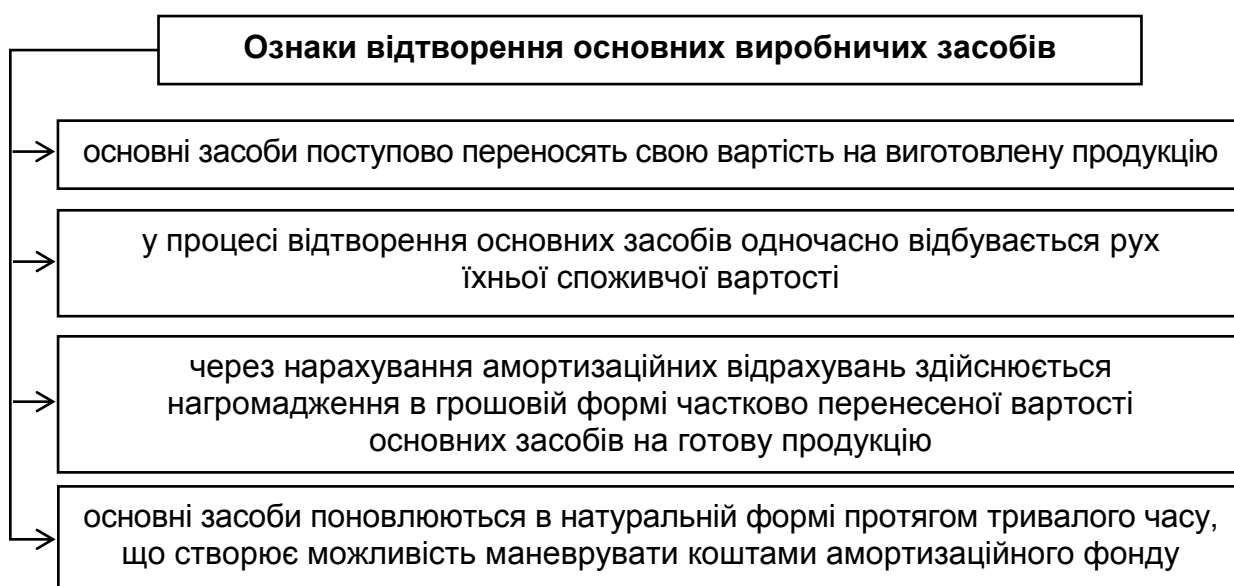 Ознаки відтворення основних виробничих засобів
основні засоби поступово переносять свою вартість на виготовлену продукцію
у процесі відтворення основних засобів одночасно відбувається рух
їхньої споживчої вартості
через нарахування амортизаційних відрахувань здійснюється
нагромадження в грошовій формі частково перенесеної вартості
основних засобів на готову продукцію
основні засоби поновлюються в натуральній формі протягом тривалого часу,
що створює можливість маневрувати коштами амортизаційного фонду